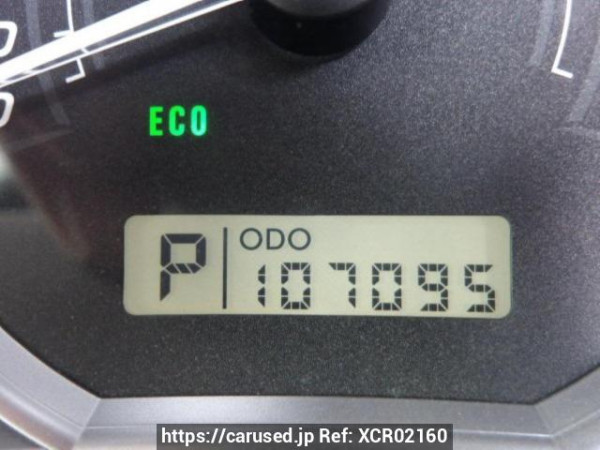 ECO
P ODO
107095
https://carused.jp Ref: XCR02160